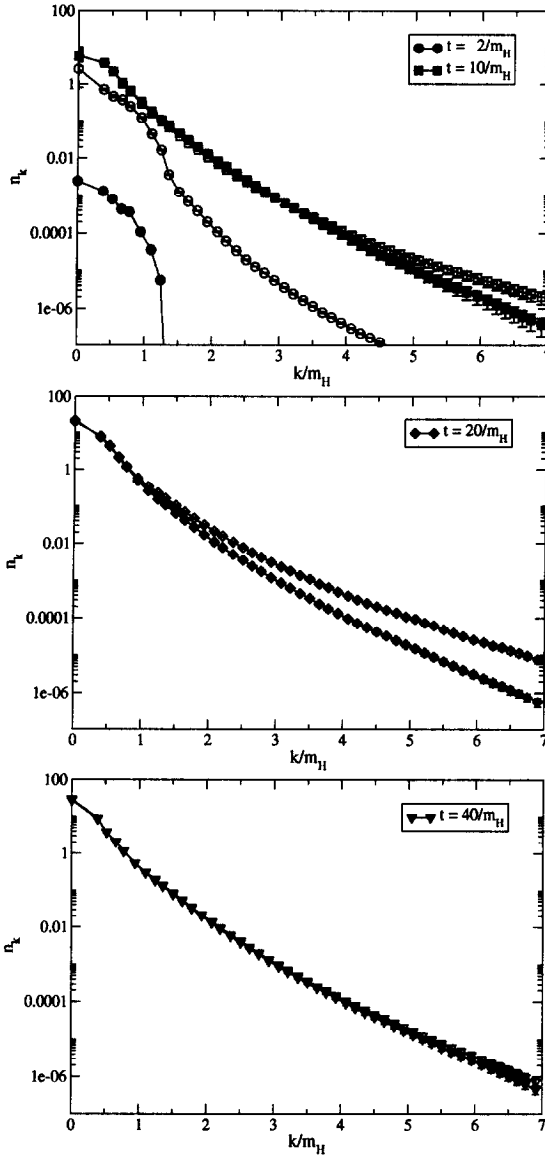 100
1
0.01
0.0001
1e-06
n_k
t = 2/m_H
t = 10/m_H
0 1 2 3 4 5 6 7
k/m_H
100
1
0.01
0.0001
1e-06
n_k
t = 20/m_H
0 1 2 3 4 5 6 7
k/m_H
100
1
0.01
0.0001
1e-06
n_k
t = 40/m_H
0 1 2 3 4 5 6 7
k/m_H